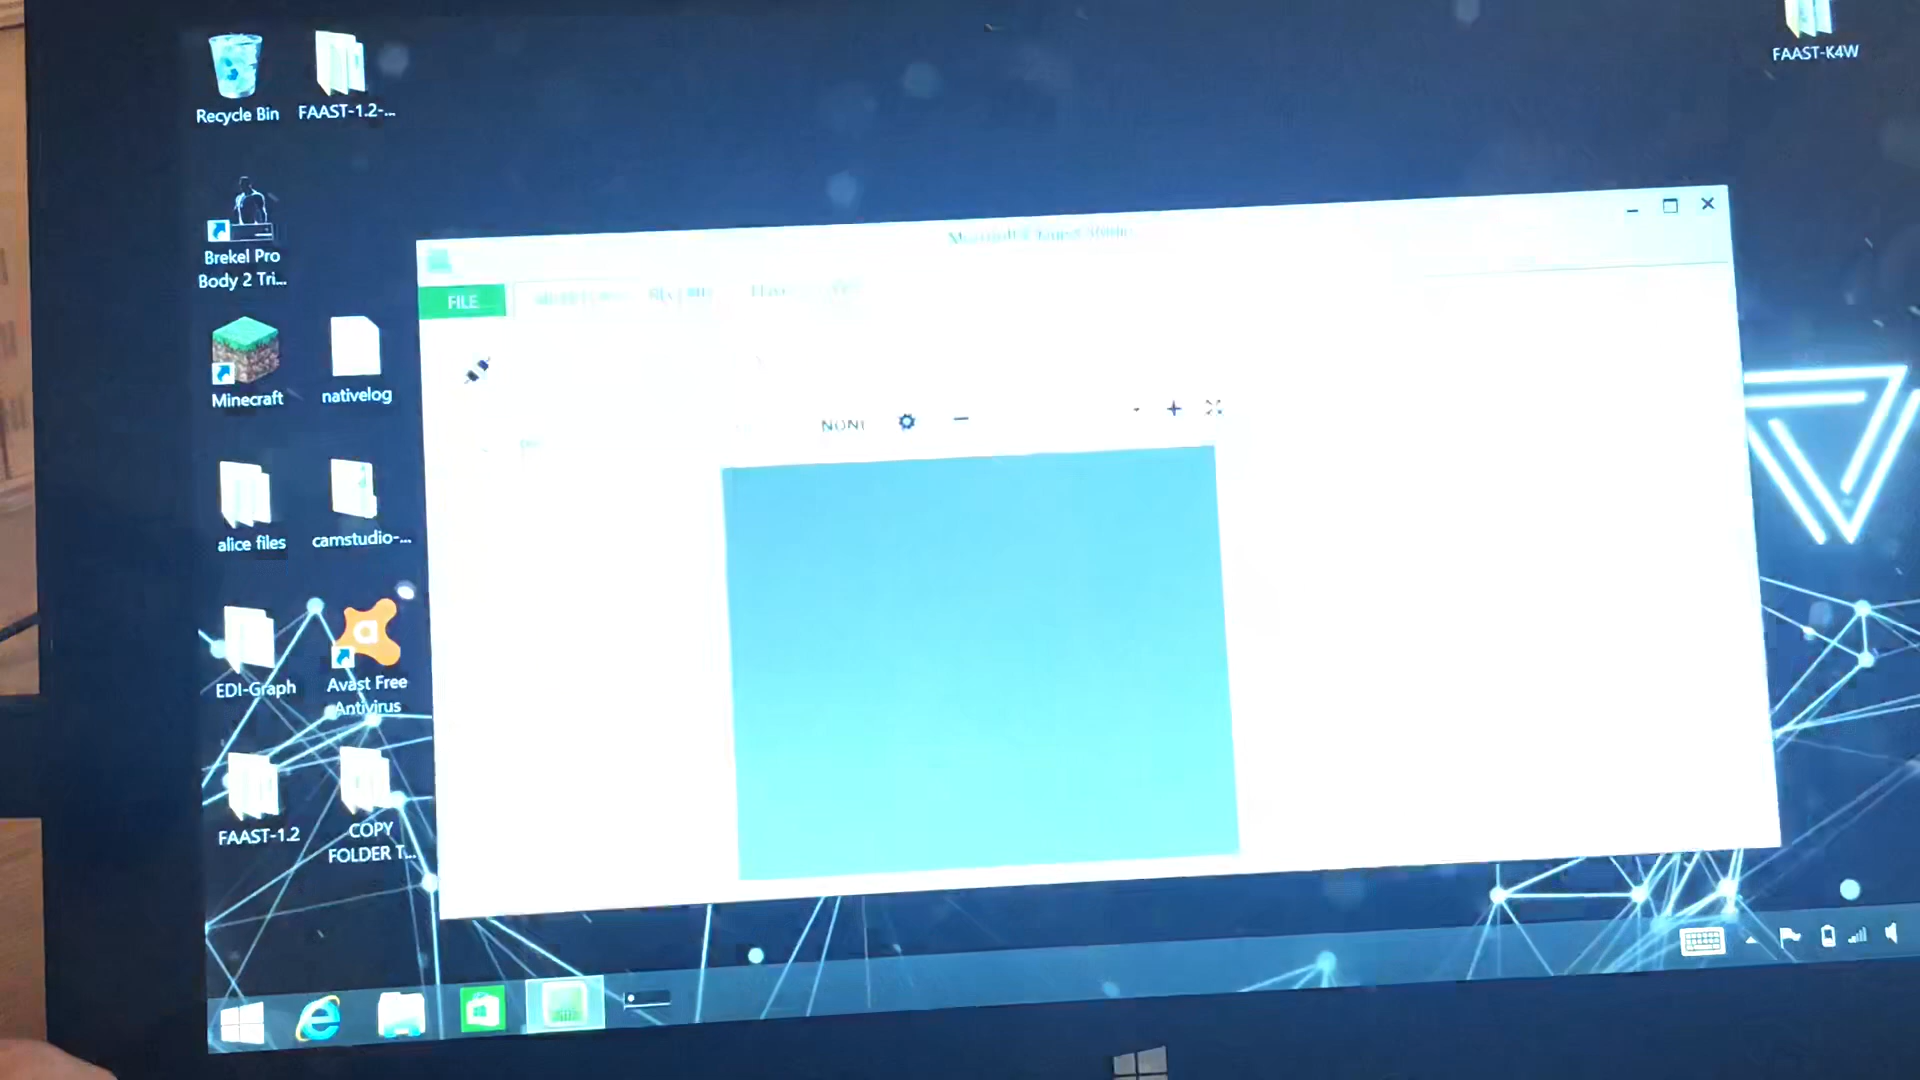 Recycle Bin
FAAST-1.2-...
FAAST-K4W
Brekel Pro
Body 2 Tri...
Minecraft
nativelog
alice files
camstudio-...
EDI-Graph
Avast Free
Antivirus
FAAST-1.2
COPY
FOLDER T...
FILE
NONE